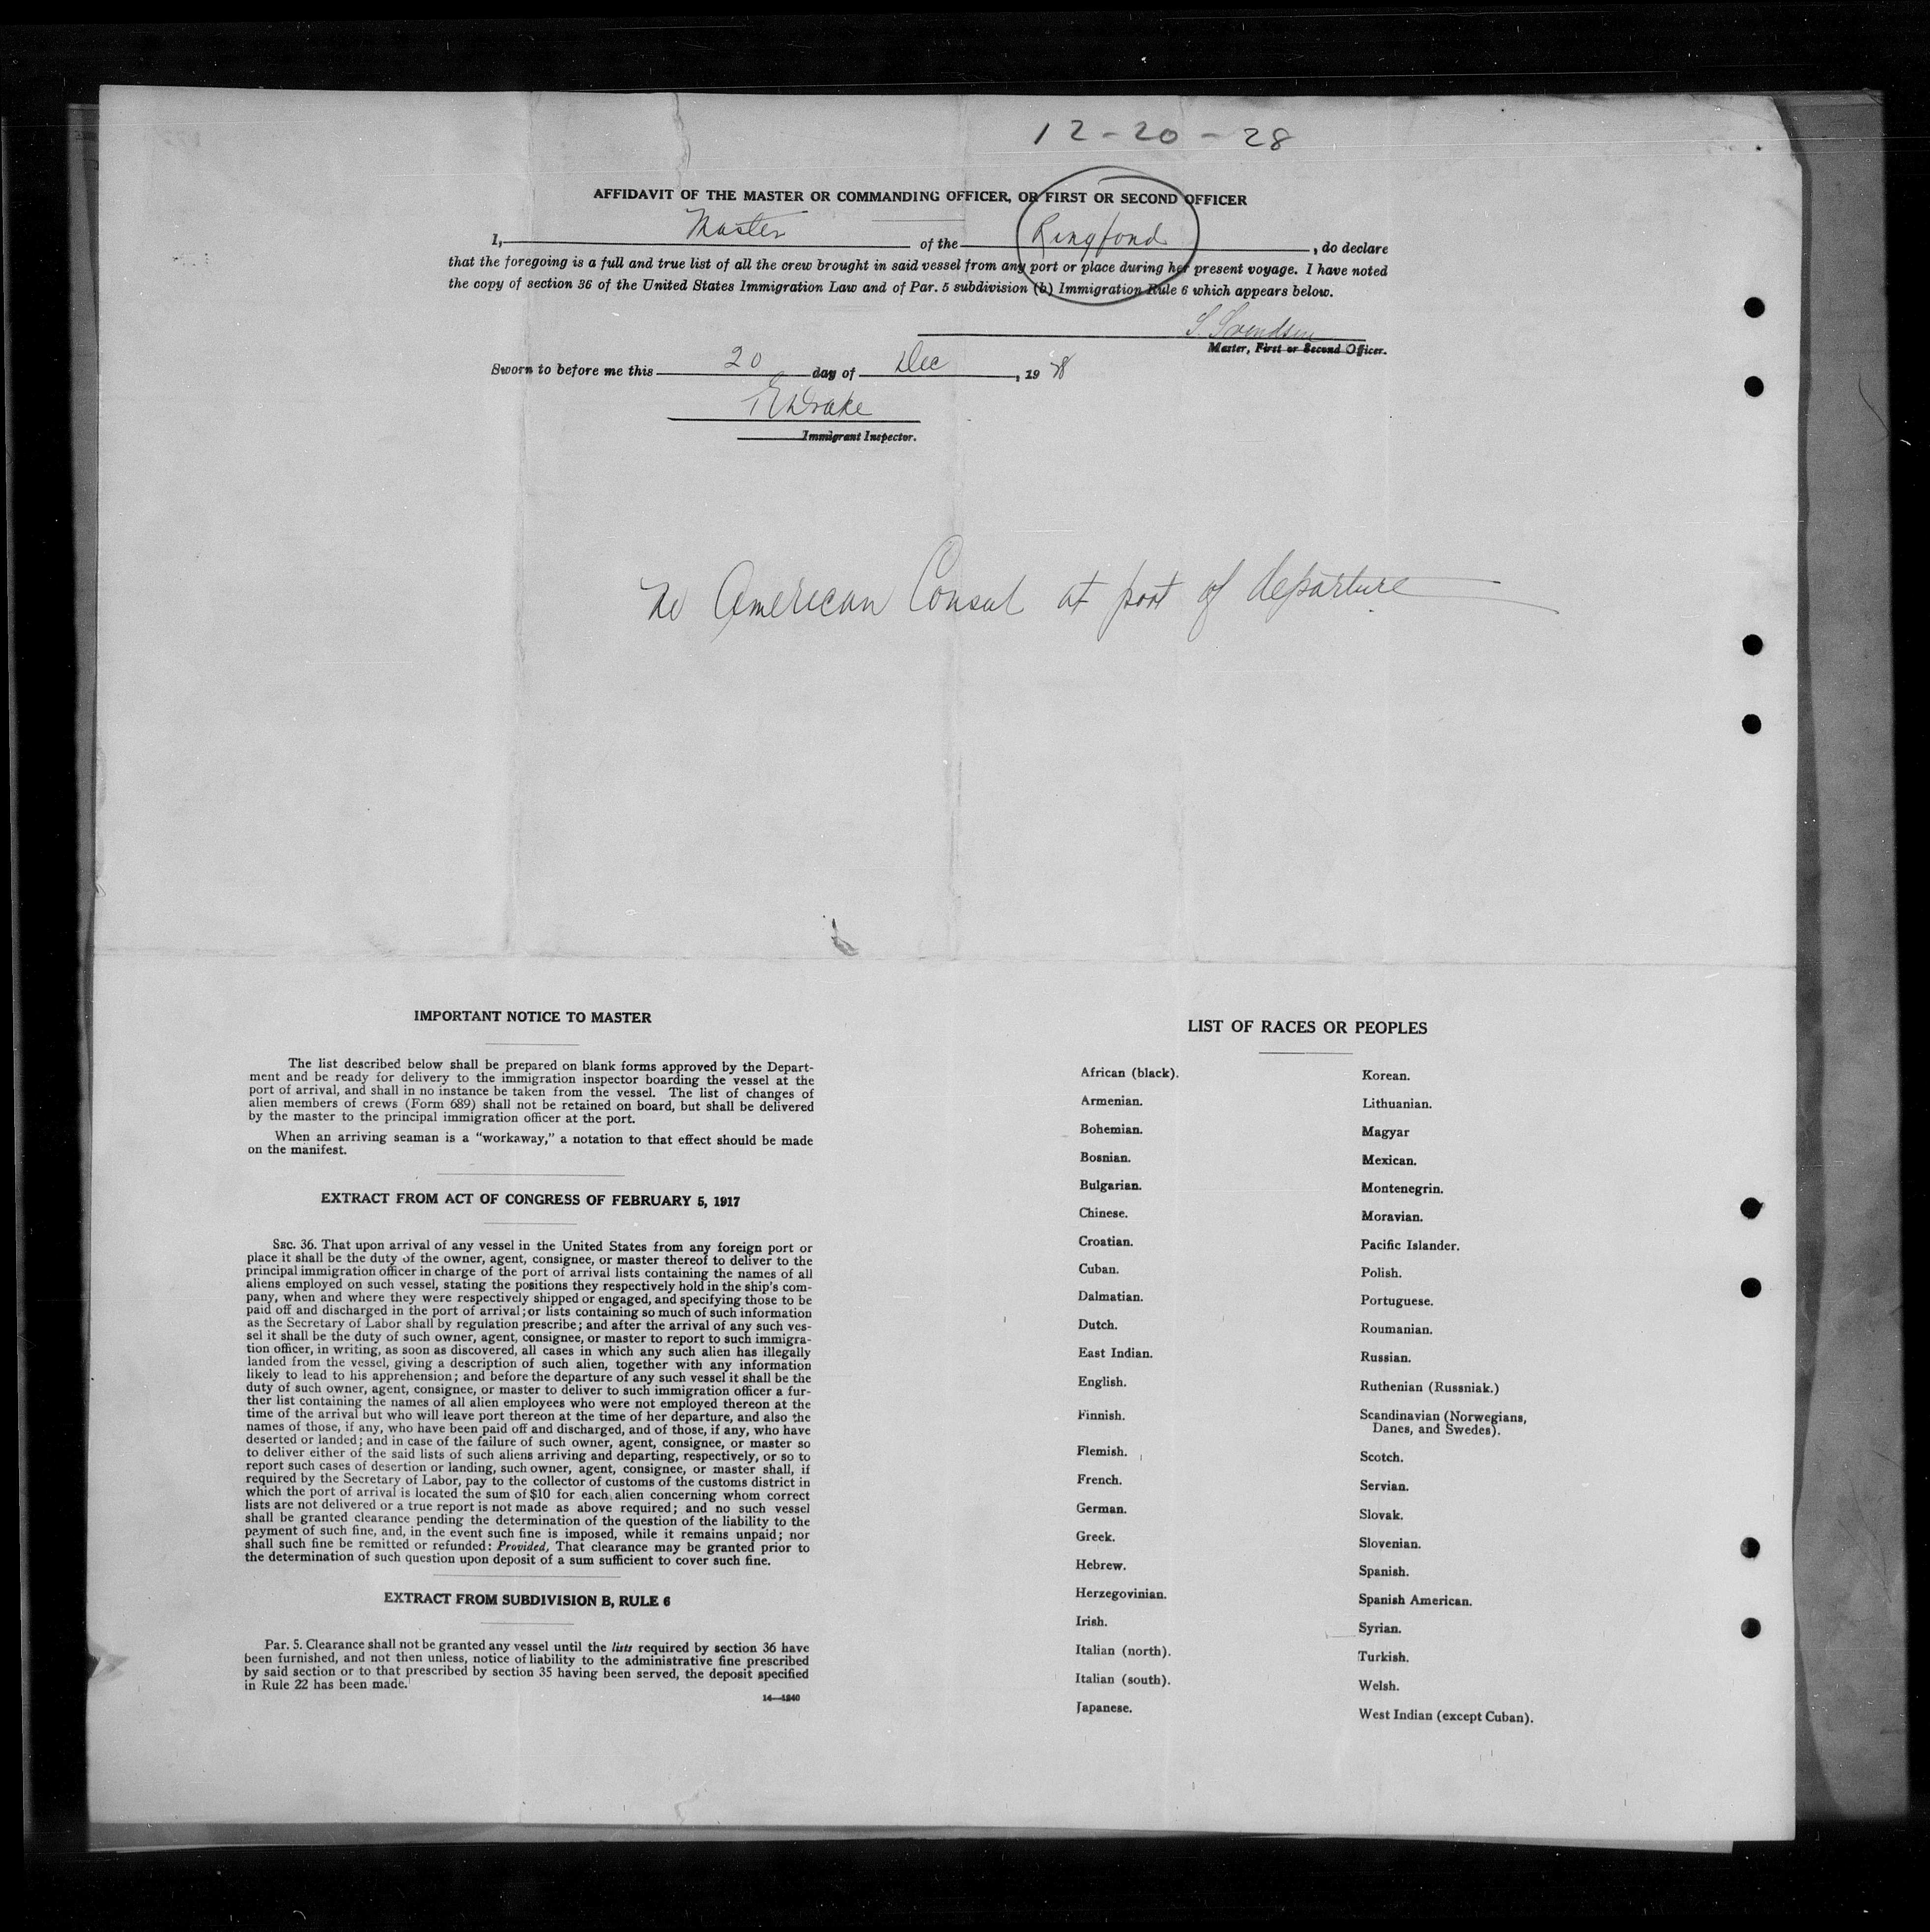 12-20-28
AFFIDAVIT OF THE MASTER OR COMMANDING OFFICER, OR FIRST OR SECOND OFFICER
I, Master of the Ringfond, do declare
that the foregoing is a full and true list of all the crew brought in said vessel from any port or place during her present voyage. I have noted
the copy of section 36 of the United States Immigration Law and of Par. 5 subdivision (b) Immigration Rule 6 which appears below.
S. Svendsen
Master, First or Second Officer.
Sworn to before me this 20 day of Dec, 1928
Drake
Immigrant Inspector.
No American Consul at port of departure
IMPORTANT NOTICE TO MASTER
The list described below shall be prepared on blank forms approved by the Depart-
ment and be ready for delivery to the immigration inspector boarding the vessel at the
port of arrival, and shall in no instance be taken from the vessel. The list of changes of
alien members of crews (Form 689) shall not be retained on board, but shall be delivered
by the master to the principal immigration officer at the port.
When an arriving seaman is a "workaway," a notation to that effect should be made
on the manifest.
EXTRACT FROM ACT OF CONGRESS OF FEBRUARY 5, 1917
SEC. 36. That upon arrival of any vessel in the United States from any foreign port or
place it shall be the duty of the owner, agent, consignee, or master thereof to deliver to the
principal immigration officer in charge of the port of arrival lists containing the names of all
aliens employed on such vessel, stating the positions they respectively hold in the ship's com-
pany, when and where they were respectively shipped or engaged, and specifying those to be
paid off and discharged in the port of arrival; or lists containing so much of such information
as the Secretary of Labor shall by regulation prescribe; and after the arrival of any such ves-
sel it shall be the duty of such owner, agent, consignee, or master to report to such immigra-
tion officer, in writing, as soon as discovered, all cases in which any such alien has illegally
landed from the vessel, giving a description of such alien, together with any information
likely to lead to his apprehension; and before the departure of any such vessel it shall be the
duty of such owner, agent, consignee, or master to deliver to such immigration officer a fur-
ther list containing the names of all alien employees who were not employed thereon at the
time of the arrival but who will leave port thereon at the time of her departure, and also the
names of those, if any, who have been paid off and discharged, and of those, if any, who have
deserted or landed; and in case of the failure of such owner, agent, consignee, or master so
to deliver either of the said lists of such aliens arriving and departing, respectively, or so to
report such cases of desertion or landing, such owner, agent, consignee, or master shall, if
required by the Secretary of Labor, pay to the collector of customs of the customs district in
which the port of arrival is located the sum of $10 for each alien concerning whom correct
lists are not delivered or a true report is not made as above required; and no such vessel
shall be granted clearance pending the determination of the question of the liability to the
payment of such fine, and, in the event such fine is imposed, while it remains unpaid; nor
shall such fine be remitted or refunded: Provided, That clearance may be granted prior to
the determination of such question upon deposit of a sum sufficient to cover such fine.
EXTRACT FROM SUBDIVISION B, RULE 6
Par. 5. Clearance shall not be granted any vessel until the lists required by section 36 have
been furnished, and not then unless, notice of liability to the administrative fine prescribed
by said section or to that prescribed by section 35 having been served, the deposit specified
in Rule 22 has been made.
14—1240
LIST OF RACES OR PEOPLES
African (black).
Armenian.
Bohemian.
Bosnian.
Bulgarian.
Chinese.
Croatian.
Cuban.
Dalmatian.
Dutch.
East Indian.
English.
Finnish.
Flemish.
French.
German.
Greek.
Hebrew.
Herzegovinian.
Irish.
Italian (north).
Italian (south).
Japanese.
Korean.
Lithuanian.
Magyar
Mexican.
Montenegrin.
Moravian.
Pacific Islander.
Polish.
Portuguese.
Roumanian.
Russian.
Ruthenian (Russniak.)
Scandinavian (Norwegians,
Danes, and Swedes).
Scotch.
Servian.
Slovak.
Slovenian.
Spanish.
Spanish American.
Syrian.
Turkish.
Welsh.
West Indian (except Cuban).